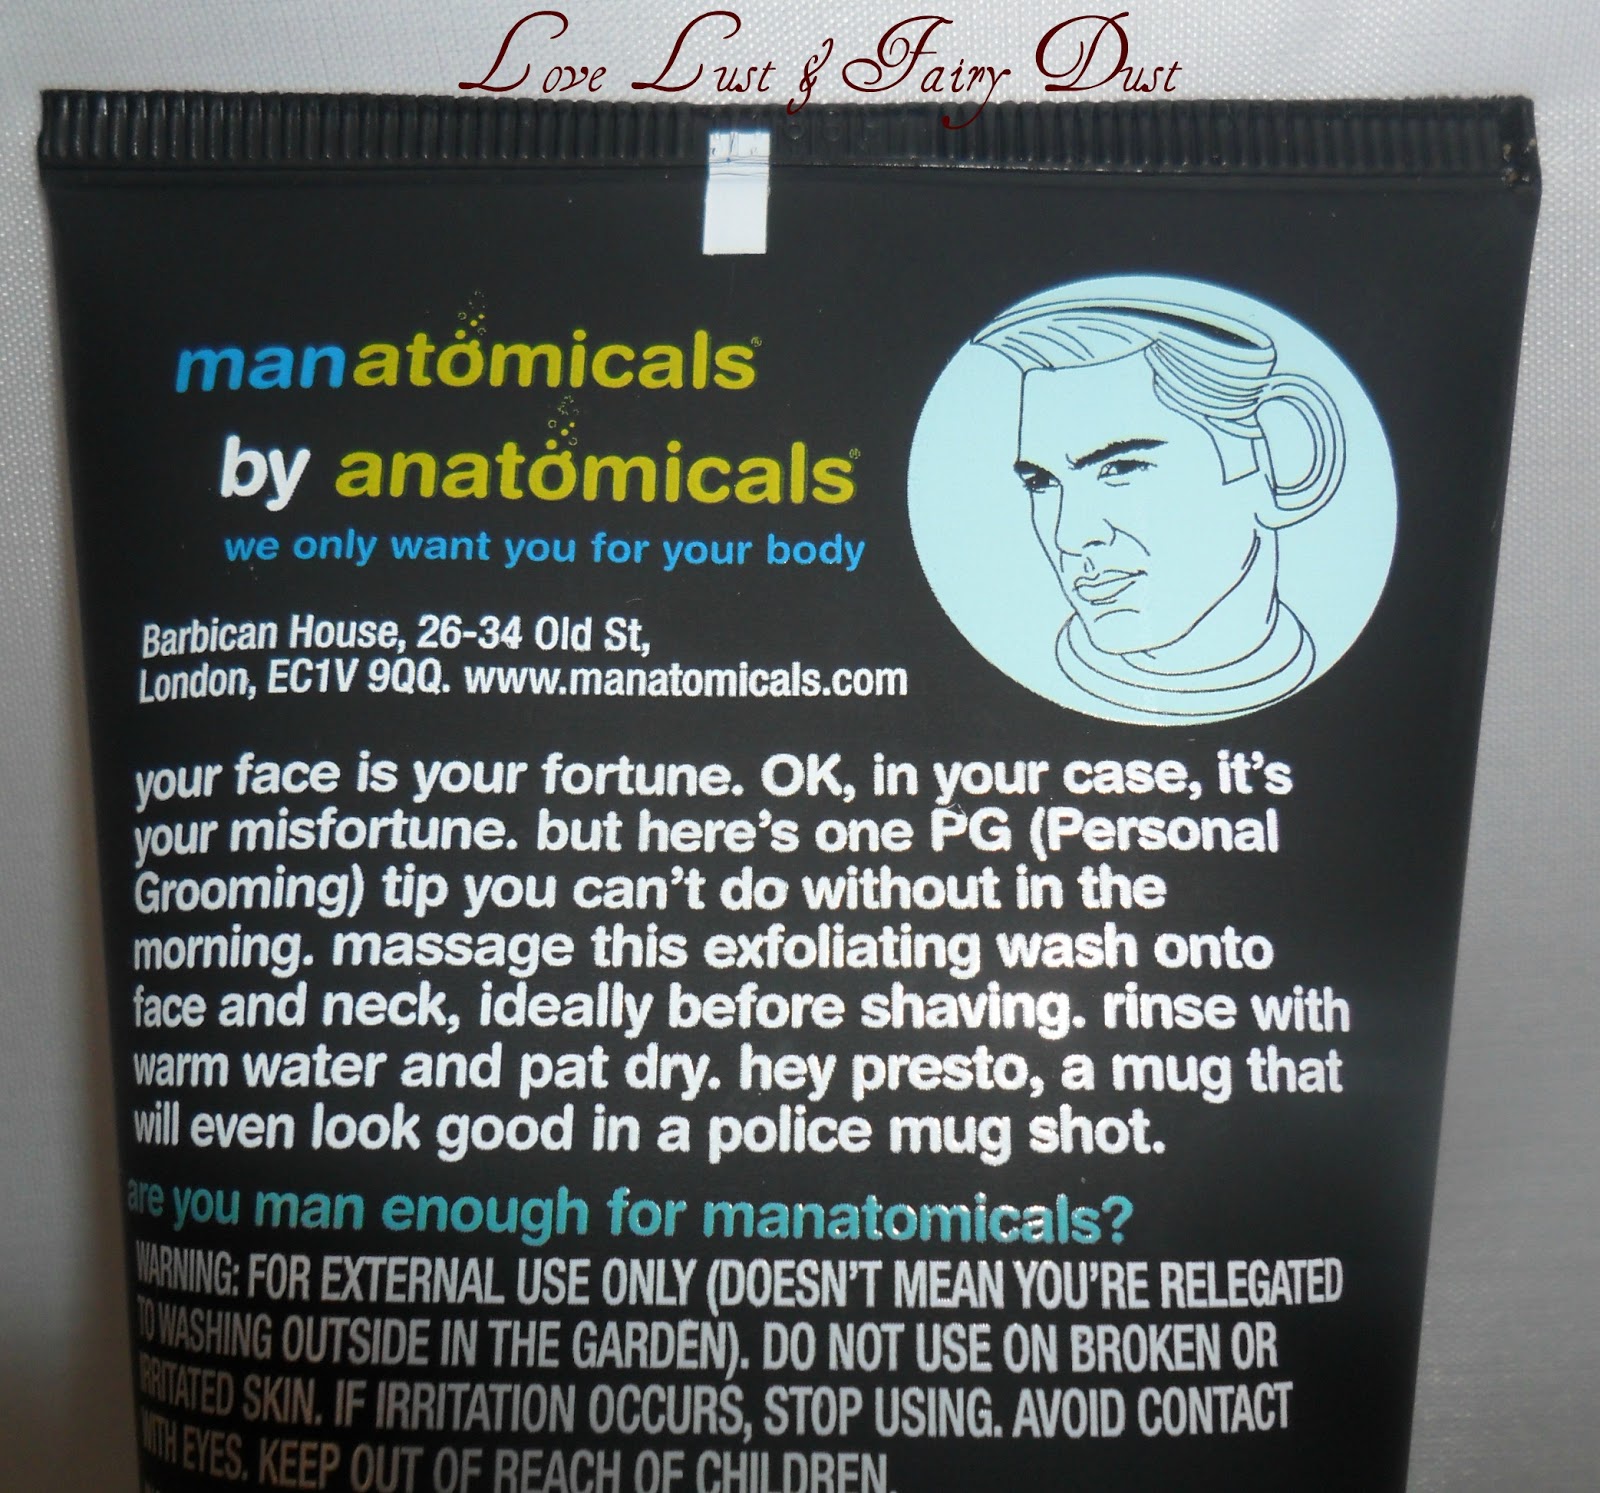 Love Lust & Fairy Dust
manatomicals®
by anatomicals®
we only want you for your body
Barbican House, 26-34 Old St,
London, EC1V 9QQ. www.manatomicals.com
your face is your fortune. OK, in your case, it's
your misfortune. but here's one PG (Personal
Grooming) tip you can't do without in the
morning. massage this exfoliating wash onto
face and neck, ideally before shaving. rinse with
warm water and pat dry. hey presto, a mug that
will even look good in a police mug shot.
are you man enough for manatomicals?
WARNING: FOR EXTERNAL USE ONLY (DOESN'T MEAN YOU'RE RELEGATED
TO WASHING OUTSIDE IN THE GARDEN). DO NOT USE ON BROKEN OR
IRRITATED SKIN. IF IRRITATION OCCURS, STOP USING. AVOID CONTACT
WITH EYES. KEEP OUT OF REACH OF CHILDREN.